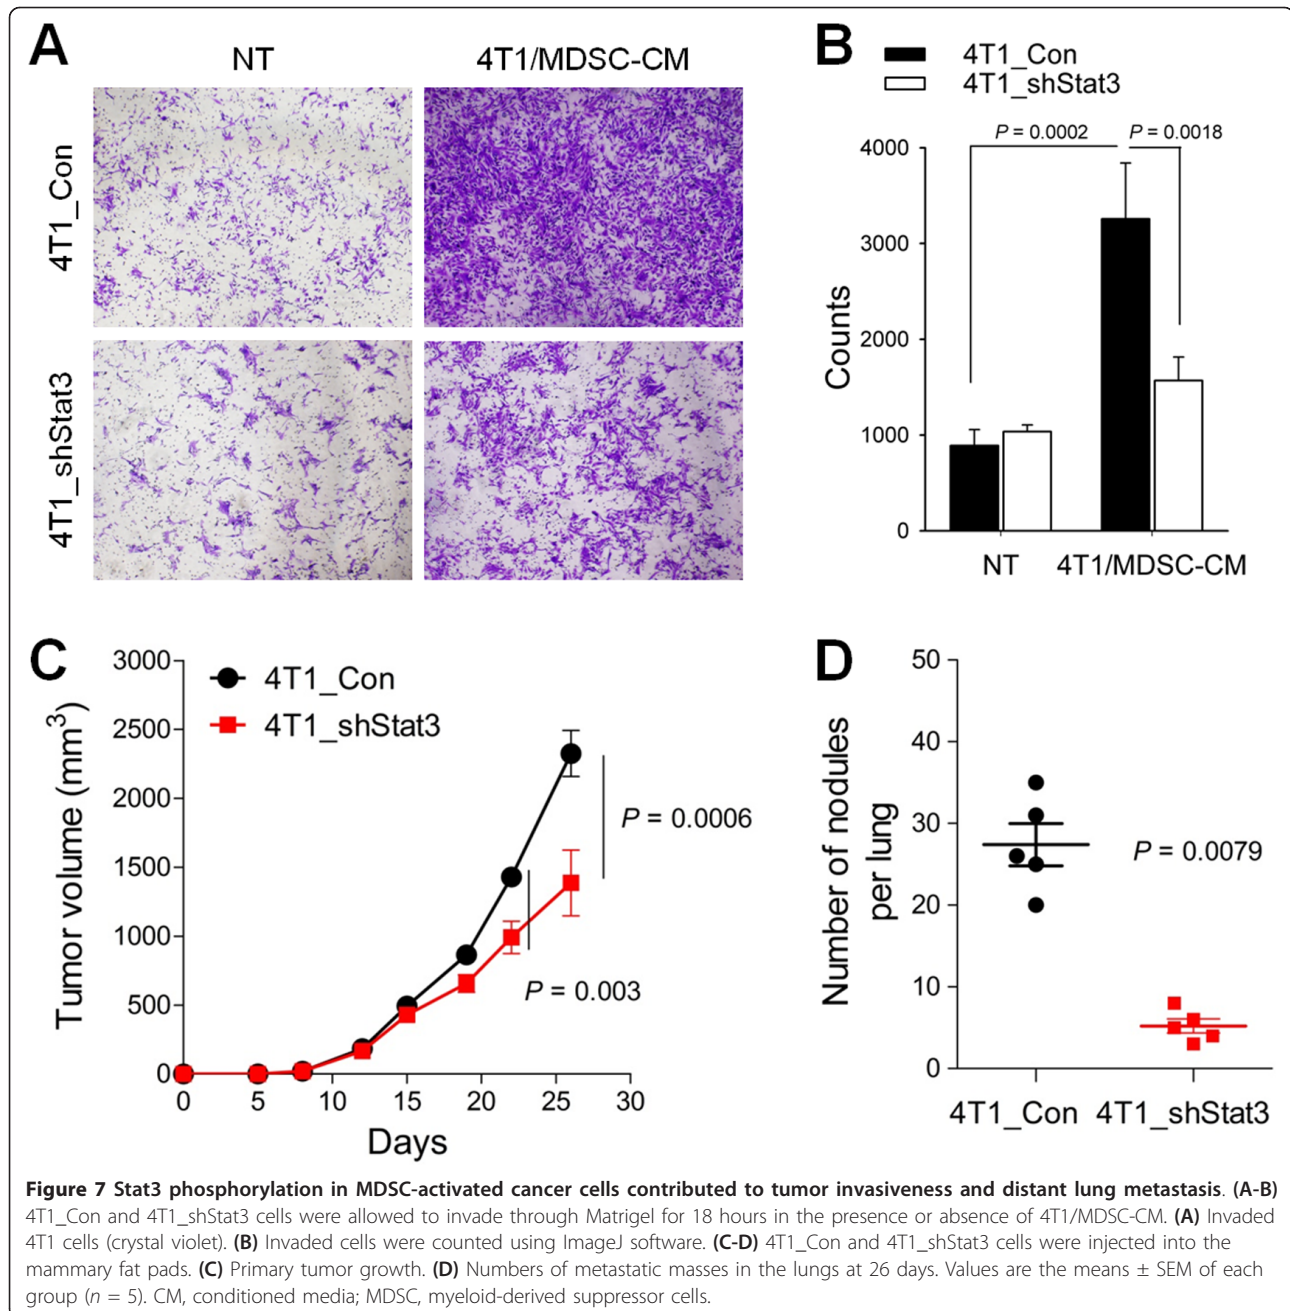 A
NT
4T1/MDSC-CM
4T1_Con
4T1_shStat3
B
4T1_Con
4T1_shStat3
P = 0.0002
P = 0.0018
4000
3000
2000
1000
0
Counts
NT
4T1/MDSC-CM
C
4T1_Con
4T1_shStat3
3000
2500
2000
1500
1000
500
0
Tumor volume (mm³)
P = 0.0006
P = 0.003
0 5 10 15 20 25 30
Days
D
50
40
30
20
10
0
Number of nodules
per lung
P = 0.0079
4T1_Con 4T1_shStat3
Figure 7 Stat3 phosphorylation in MDSC-activated cancer cells contributed to tumor invasiveness and distant lung metastasis. (A-B)
4T1_Con and 4T1_shStat3 cells were allowed to invade through Matrigel for 18 hours in the presence or absence of 4T1/MDSC-CM. (A) Invaded
4T1 cells (crystal violet). (B) Invaded cells were counted using ImageJ software. (C-D) 4T1_Con and 4T1_shStat3 cells were injected into the
mammary fat pads. (C) Primary tumor growth. (D) Numbers of metastatic masses in the lungs at 26 days. Values are the means ± SEM of each
group (n = 5). CM, conditioned media; MDSC, myeloid-derived suppressor cells.